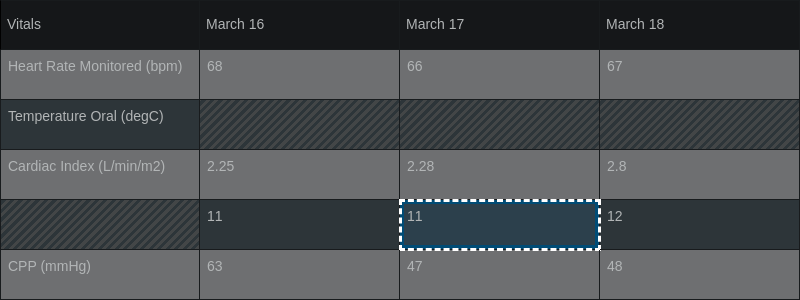 Vitals March 16 March 17 March 18
Heart Rate Monitored (bpm) 68 66 67
Temperature Oral (degC)
Cardiac Index (L/min/m2) 2.25 2.28 2.8
11 11 12
CPP (mmHg) 63 47 48